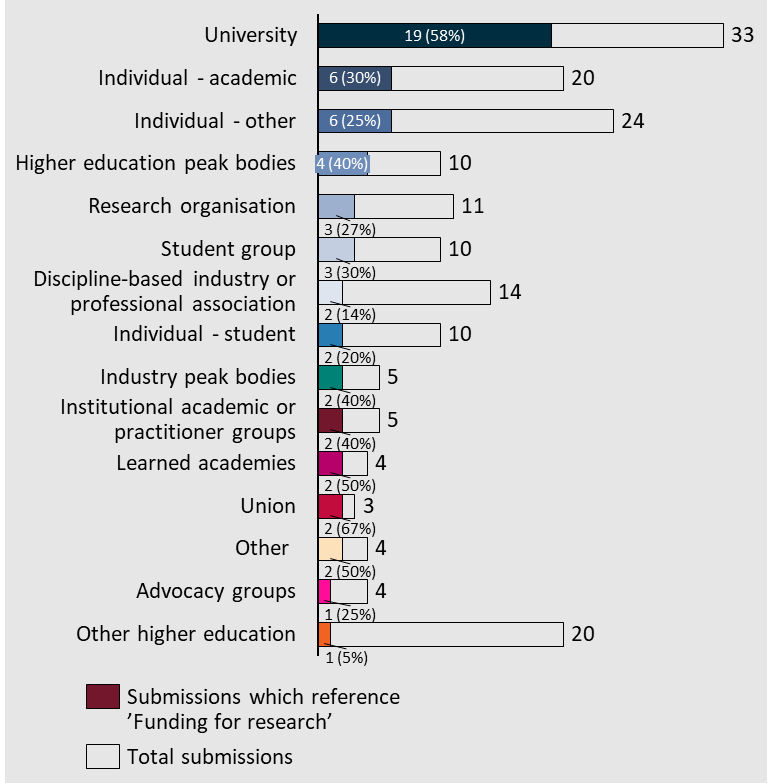 University 19 (58%) 33
Individual - academic 6 (30%) 20
Individual - other 6 (25%) 24
Higher education peak bodies 4 (40%) 10
Research organisation 11
3 (27%)
Student group 10
3 (30%)
Discipline-based industry or
professional association 14
2 (14%)
Individual - student 10
2 (20%)
Industry peak bodies 5
2 (40%)
Institutional academic or
practitioner groups 5
2 (40%)
Learned academies 4
2 (50%)
Union 3
2 (67%)
Other 4
2 (50%)
Advocacy groups 4
1 (25%)
Other higher education 20
1 (5%)
Submissions which reference
’Funding for research’
Total submissions